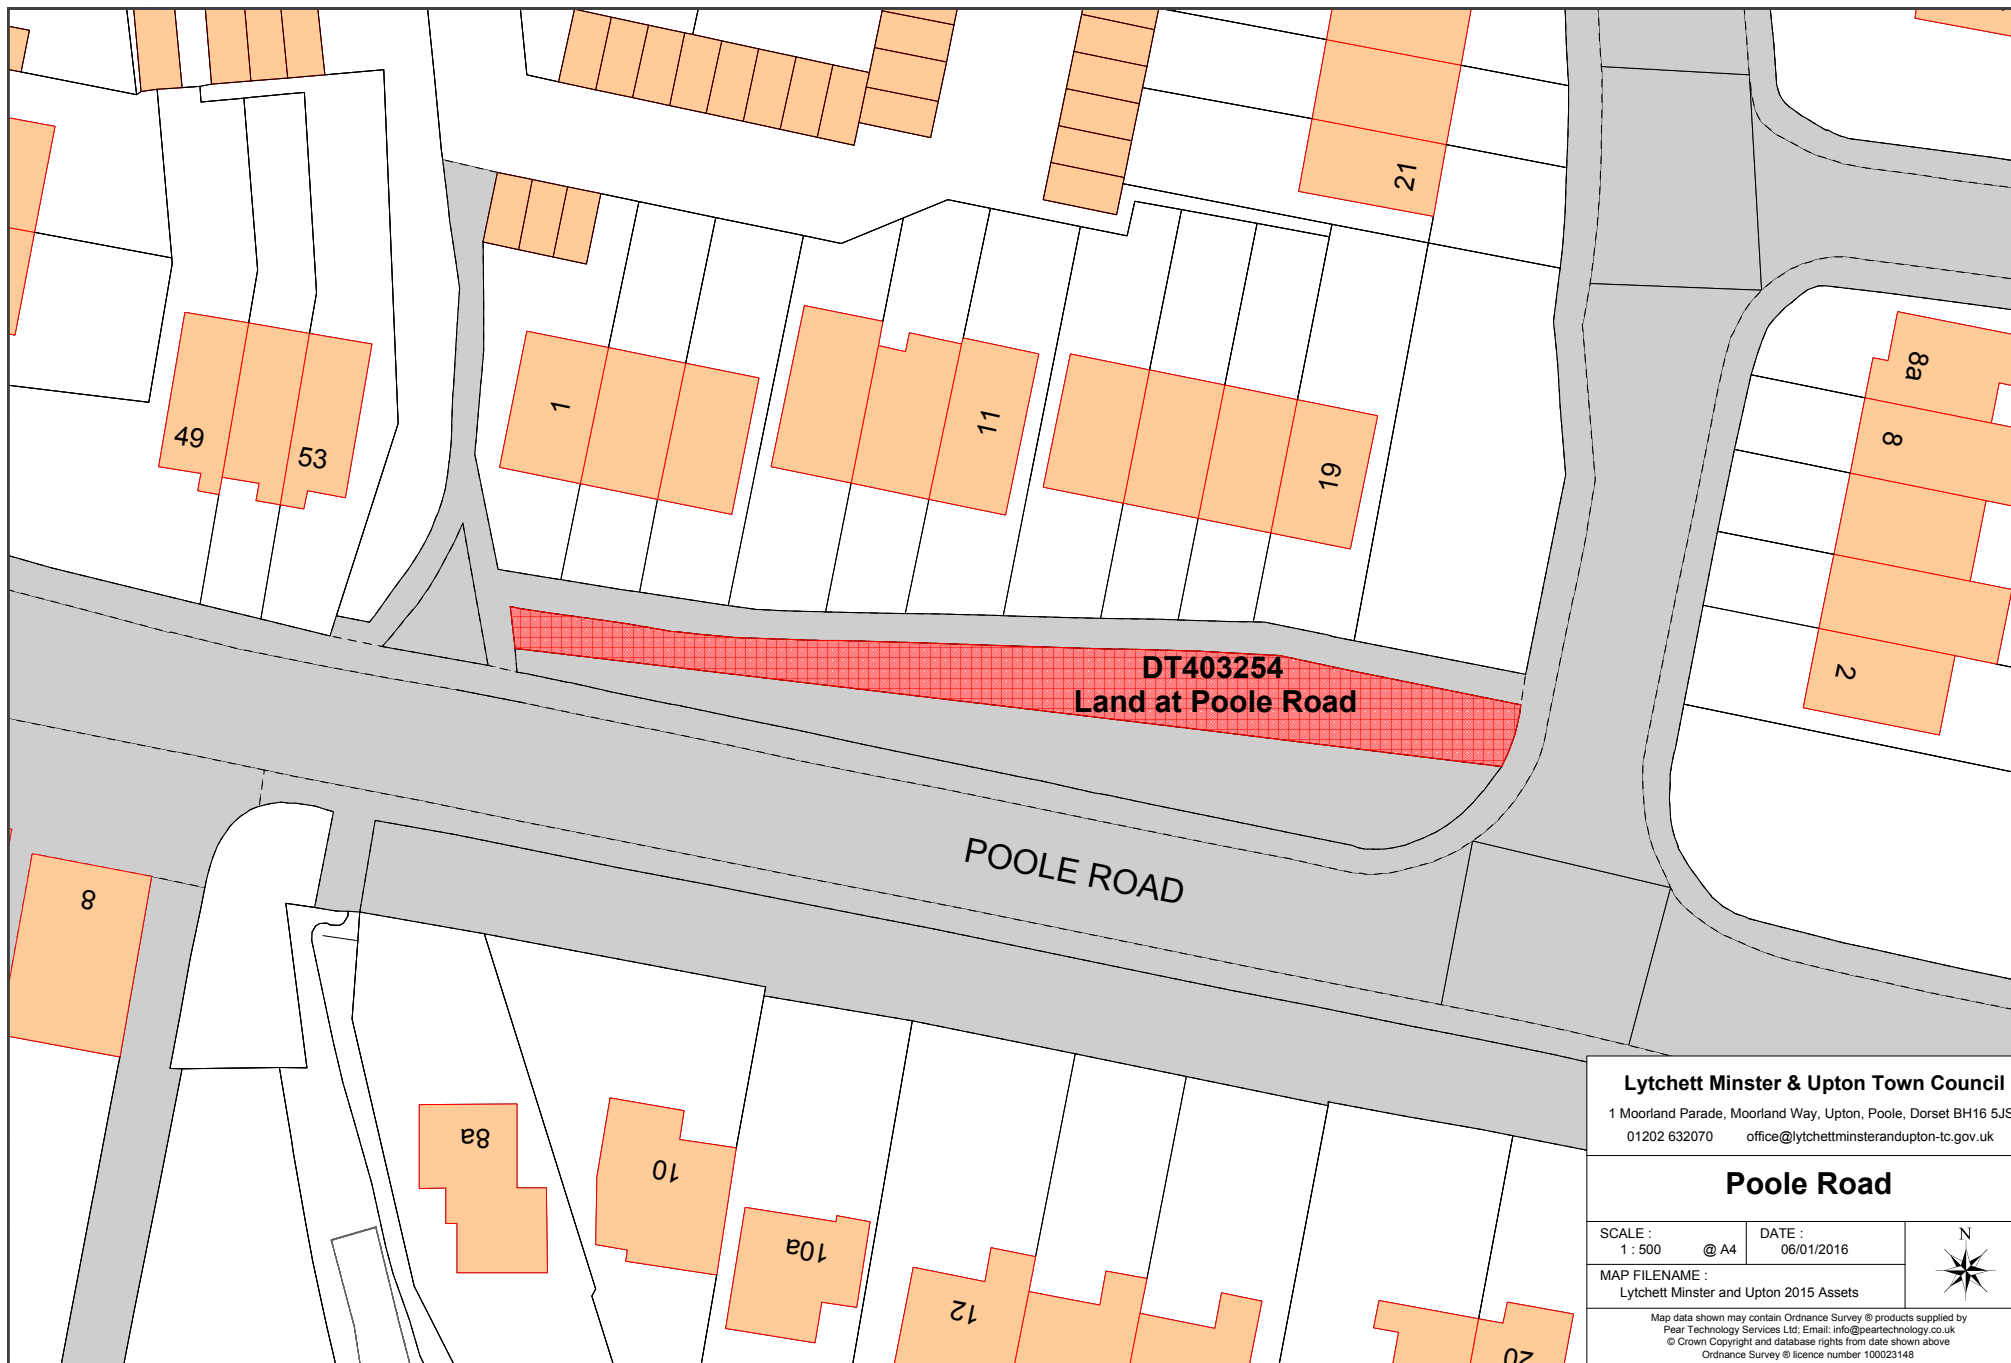 21
8a
8
1
11
49
53
19
2
DT403254
Land at Poole Road
POOLE ROAD
8
8a
10
10a
12
20
Lytchett Minster & Upton Town Council
1 Moorland Parade, Moorland Way, Upton, Poole, Dorset BH16 5JS
01202 632070 office@lytchettminsterandupton-tc.gov.uk
Poole Road
SCALE :
1 : 500 @ A4
DATE :
06/01/2016
N
MAP FILENAME :
Lytchett Minster and Upton 2015 Assets
Map data shown may contain Ordnance Survey ® products supplied by
Pear Technology Services Ltd; Email: info@peartechnology.co.uk
© Crown Copyright and database rights from date shown above
Ordnance Survey ® licence number 100023148